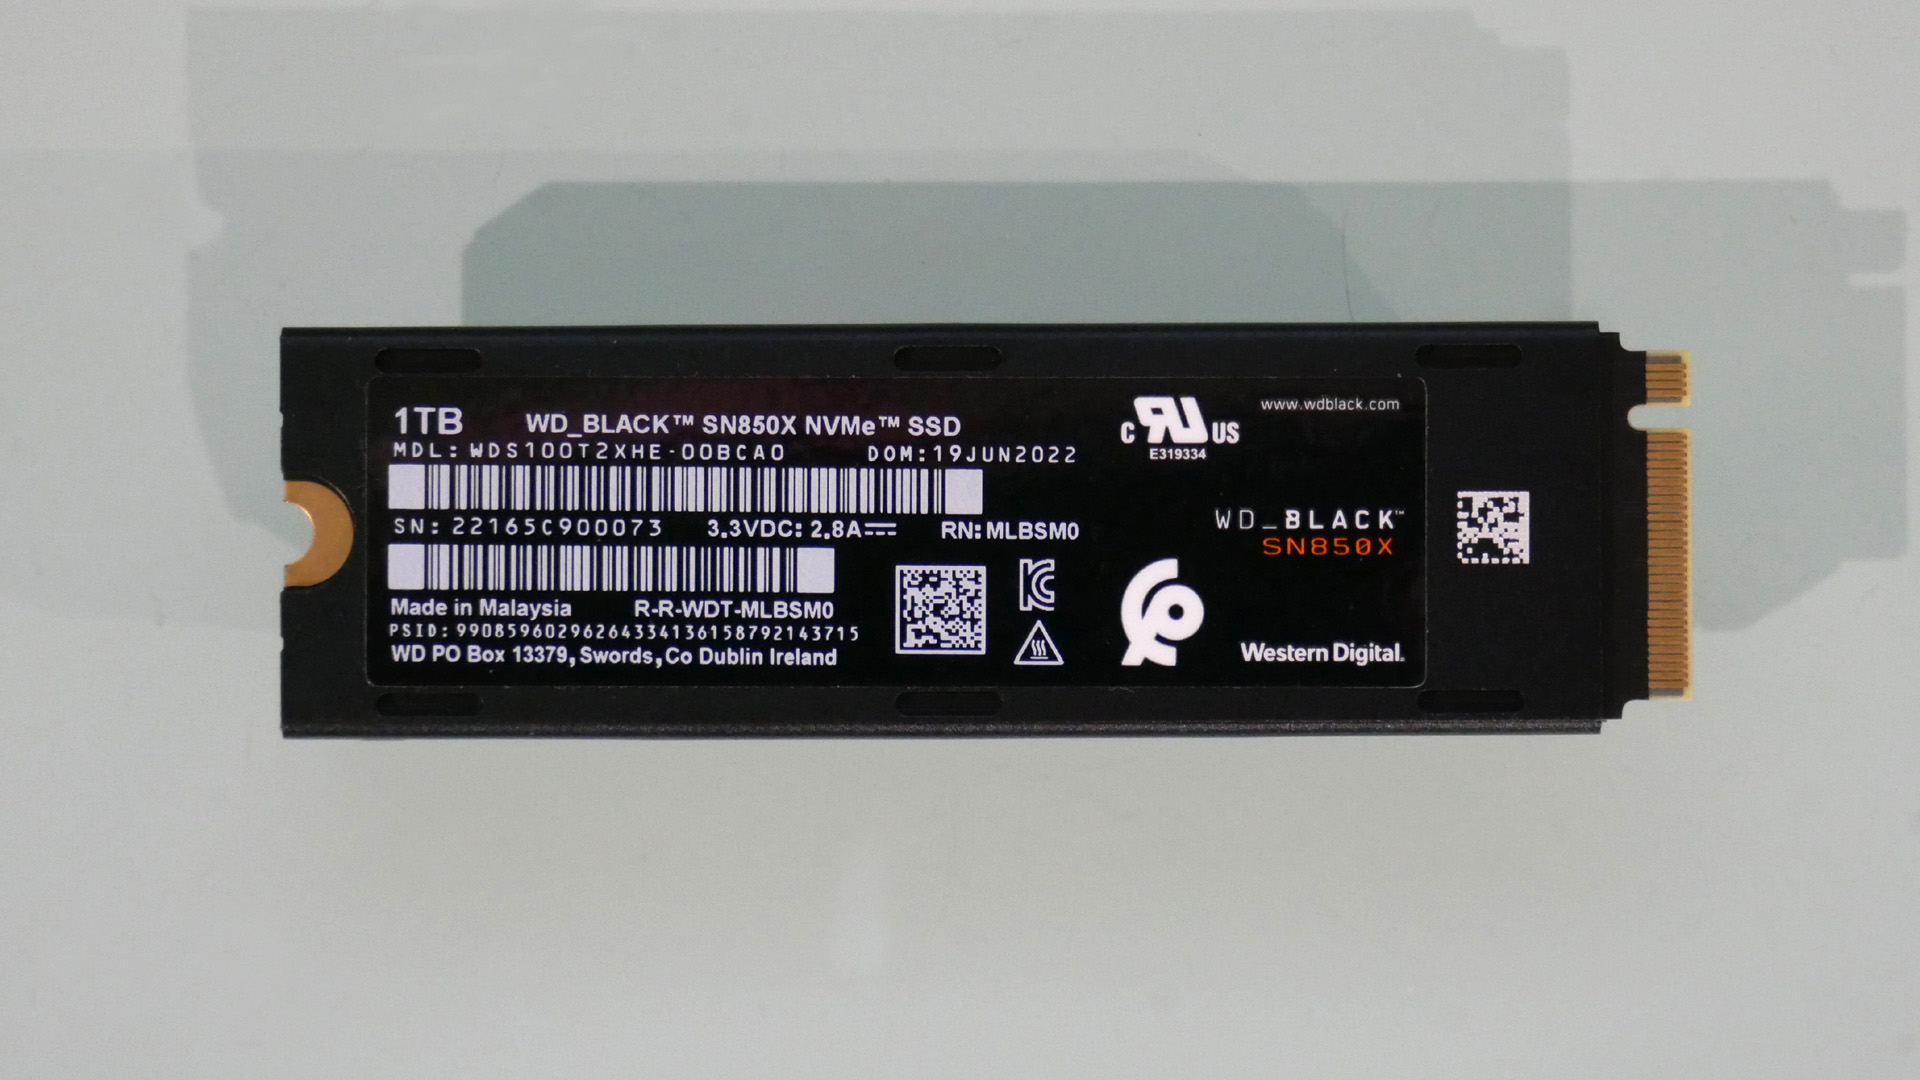 1TB WD_BLACK™ SN850X NVMe™ SSD
MDL: WDS100T2XHE-00BCA0 DOM:19JUN2022
SN: 22165C900073 3.3VDC: 2.8A RN: MLBSM0
Made in Malaysia R-R-WDT-MLBSM0
PSID: 99085960296264334136158792143715
WD PO Box 13379, Swords, Co Dublin Ireland
C RU US
E319334
www.wdblack.com
WD_BLACK™
SN850X
Western Digital.